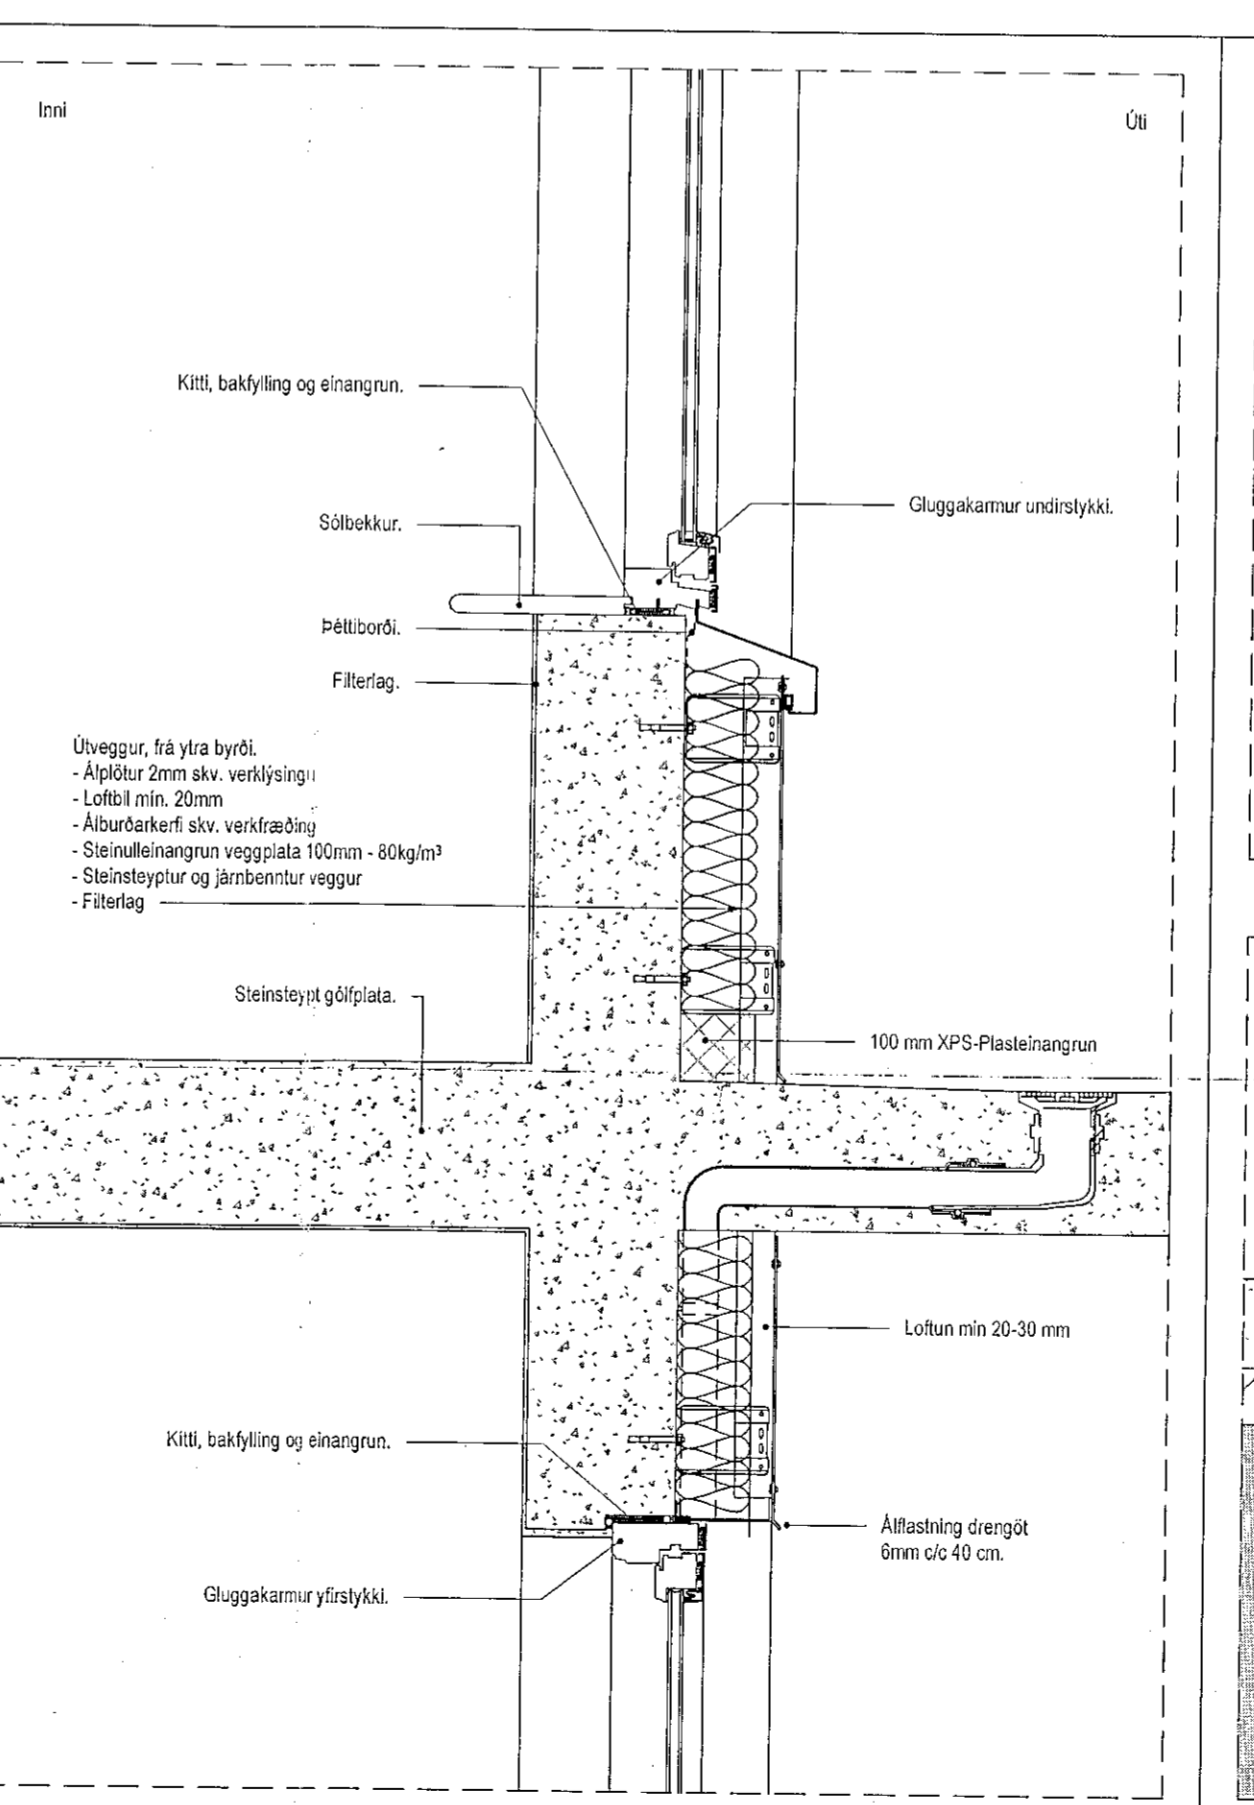 Inni
Úti
Kítti, bakfylling og einangrun.
Gluggakarmur undirstykki.
Sólbekkur.
Þéttiborði.
Filterlag.
Útveggur, frá ytra byrði.
- Álplötur 2mm skv. verklýsingu
- Loftbil mín. 20mm
- Álburðarkerfi skv. verkfræðing
- Steinulleinangrun veggplata 100mm - 80kg/m³
- Steinsteyptur og járnbenntur veggur
- Filterlag
Steinsteypt gólfplata.
100 mm XPS-Plasteinangrun
Loftun min 20-30 mm
Kítti, bakfylling og einangrun.
Álflastning drengöt
6mm c/c 40 cm.
Gluggakarmur yfirstykki.